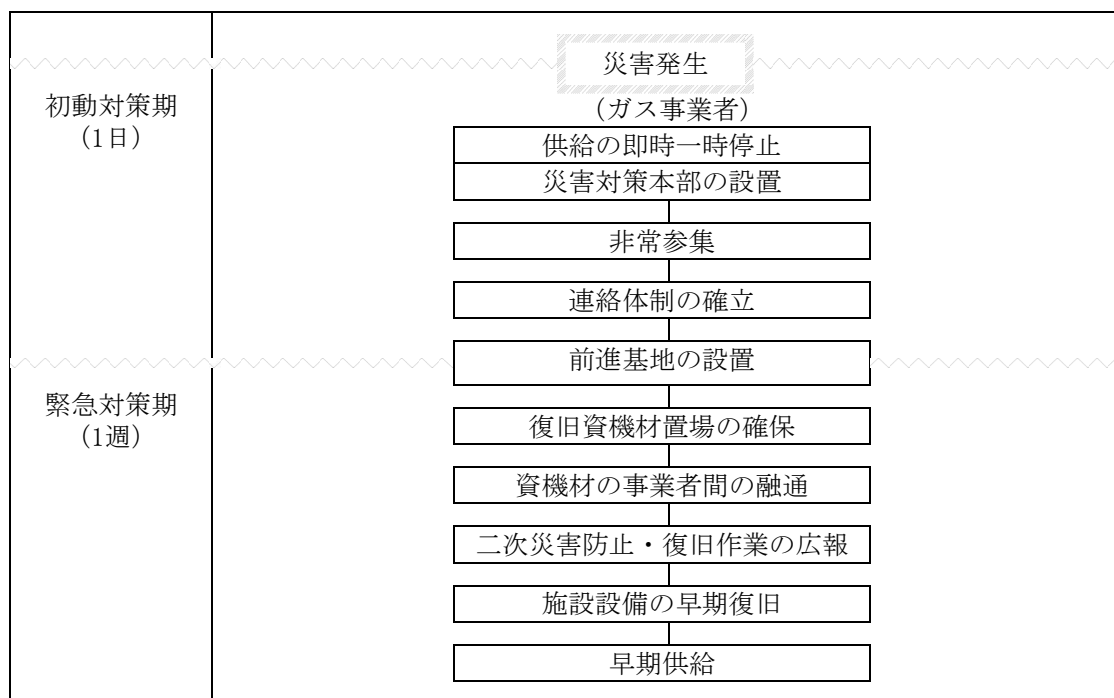 災害発生
初動対策期
（1日）
（ガス事業者）
供給の即時一時停止
災害対策本部の設置
非常参集
連絡体制の確立
前進基地の設置
緊急対策期
（1週）
復旧資機材置場の確保
資機材の事業者間の融通
二次災害防止・復旧作業の広報
施設設備の早期復旧
早期供給